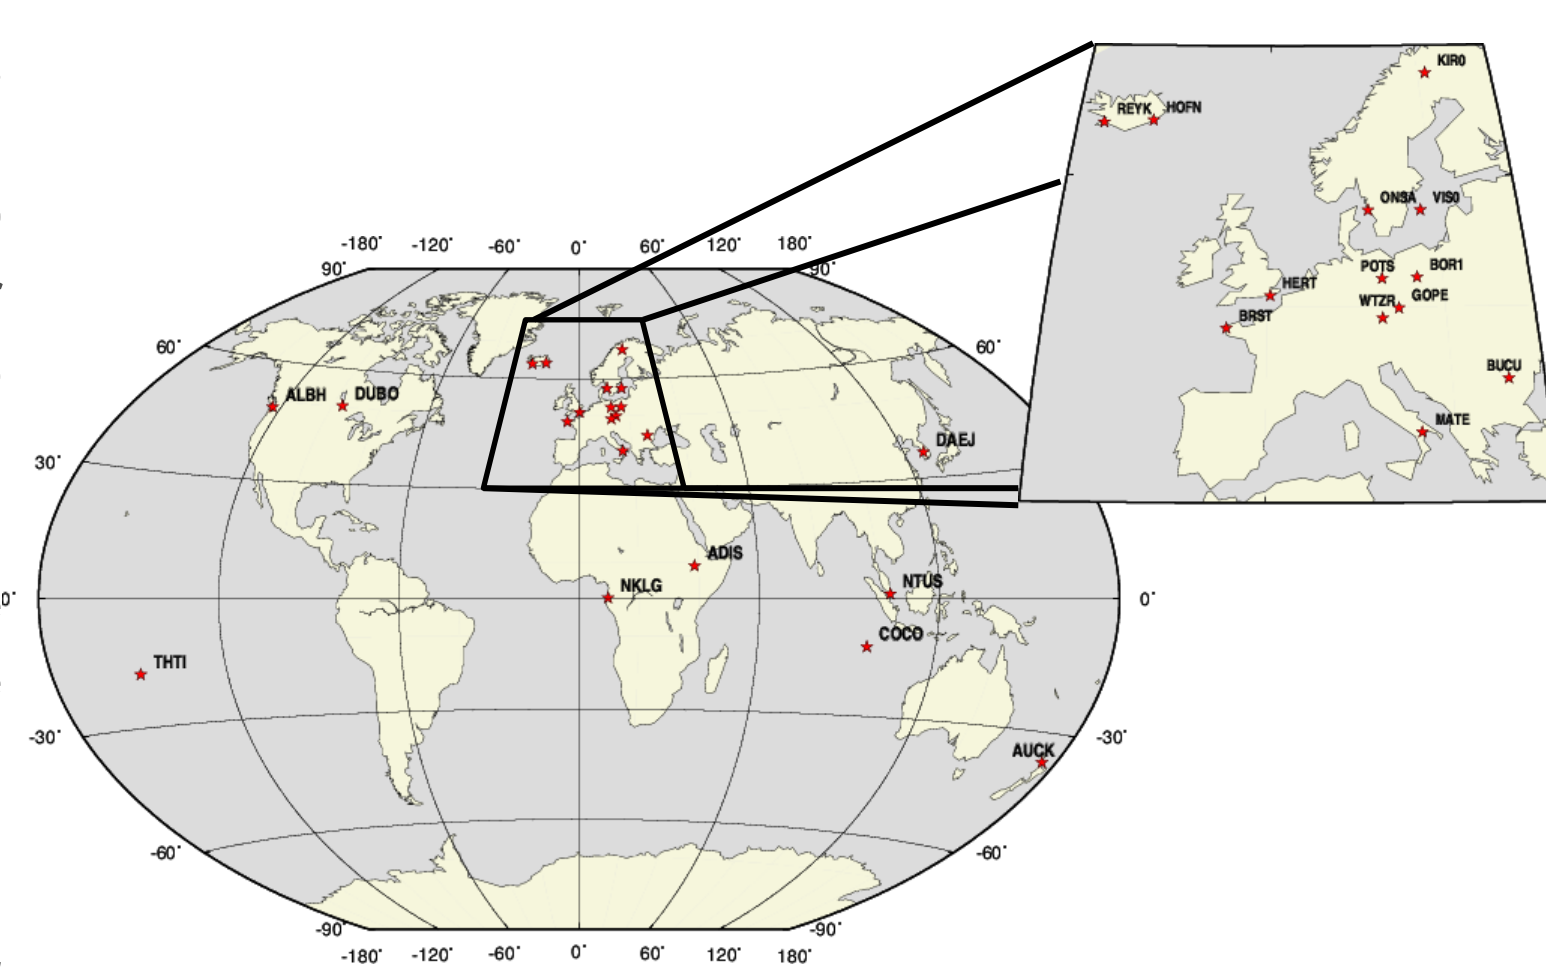 KIR0
REYK HOFN
ONSA VIS0
POTS BOR1
HERT
WTZR GOPE
BRST
BUCU
MATE
-180° -120° -60° 0° 60° 120° 180°
90° 90°
60° 60°
ALBH DUBO
DAEJ
30°
ADIS
NKLG NTUS
0° 0°
COCO
THTI
-30° -30°
AUCK
-60° -60°
-90° -90°
-180° -120° -60° 0° 60° 120° 180°